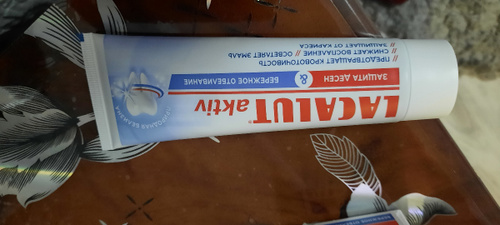 LACALUT® aktiv
ЗАЩИТА ДЕСЕН & БЕРЕЖНОЕ ОТБЕЛИВАНИЕ
// ПРЕДОТВРАЩАЕТ КРОВОТОЧИВОСТЬ
// СНИЖАЕТ ВОСПАЛЕНИЕ // ОСВЕТЛЯЕТ ЭМАЛЬ
// ЗАЩИЩАЕТ ОТ КАРИЕСА